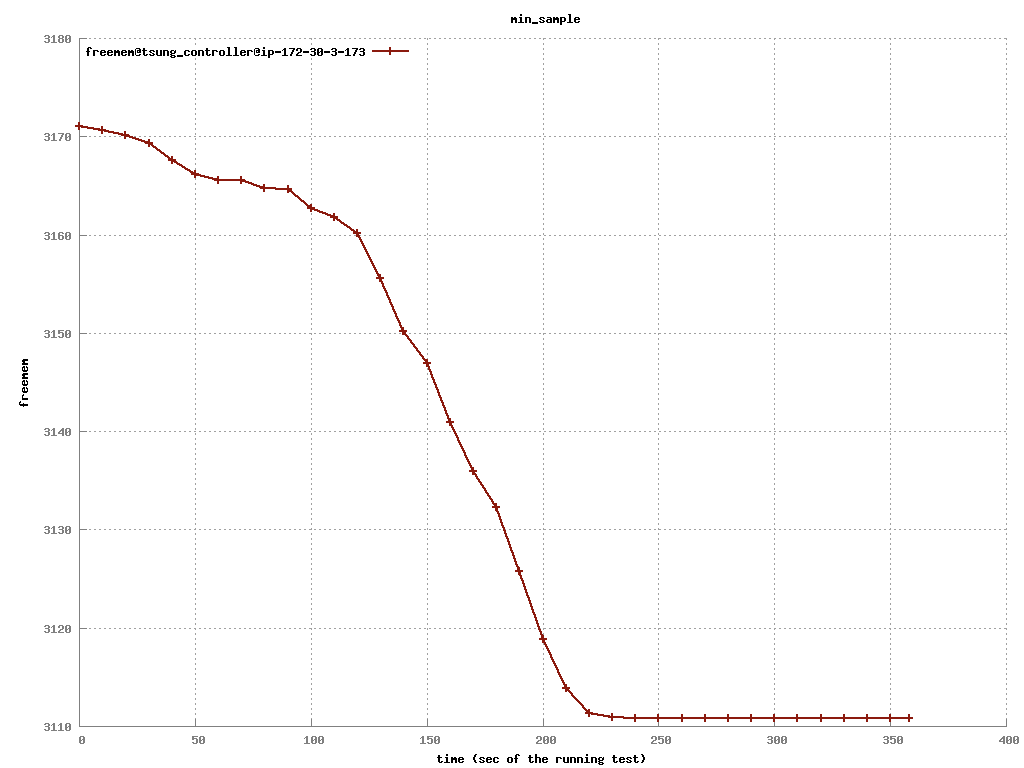 min_sample
3180
freemem@tsung_controller@ip-172-30-3-173
3170
3160
3150
3140
3130
3120
3110
freemem
0 50 100 150 200 250 300 350 400
time (sec of the running test)